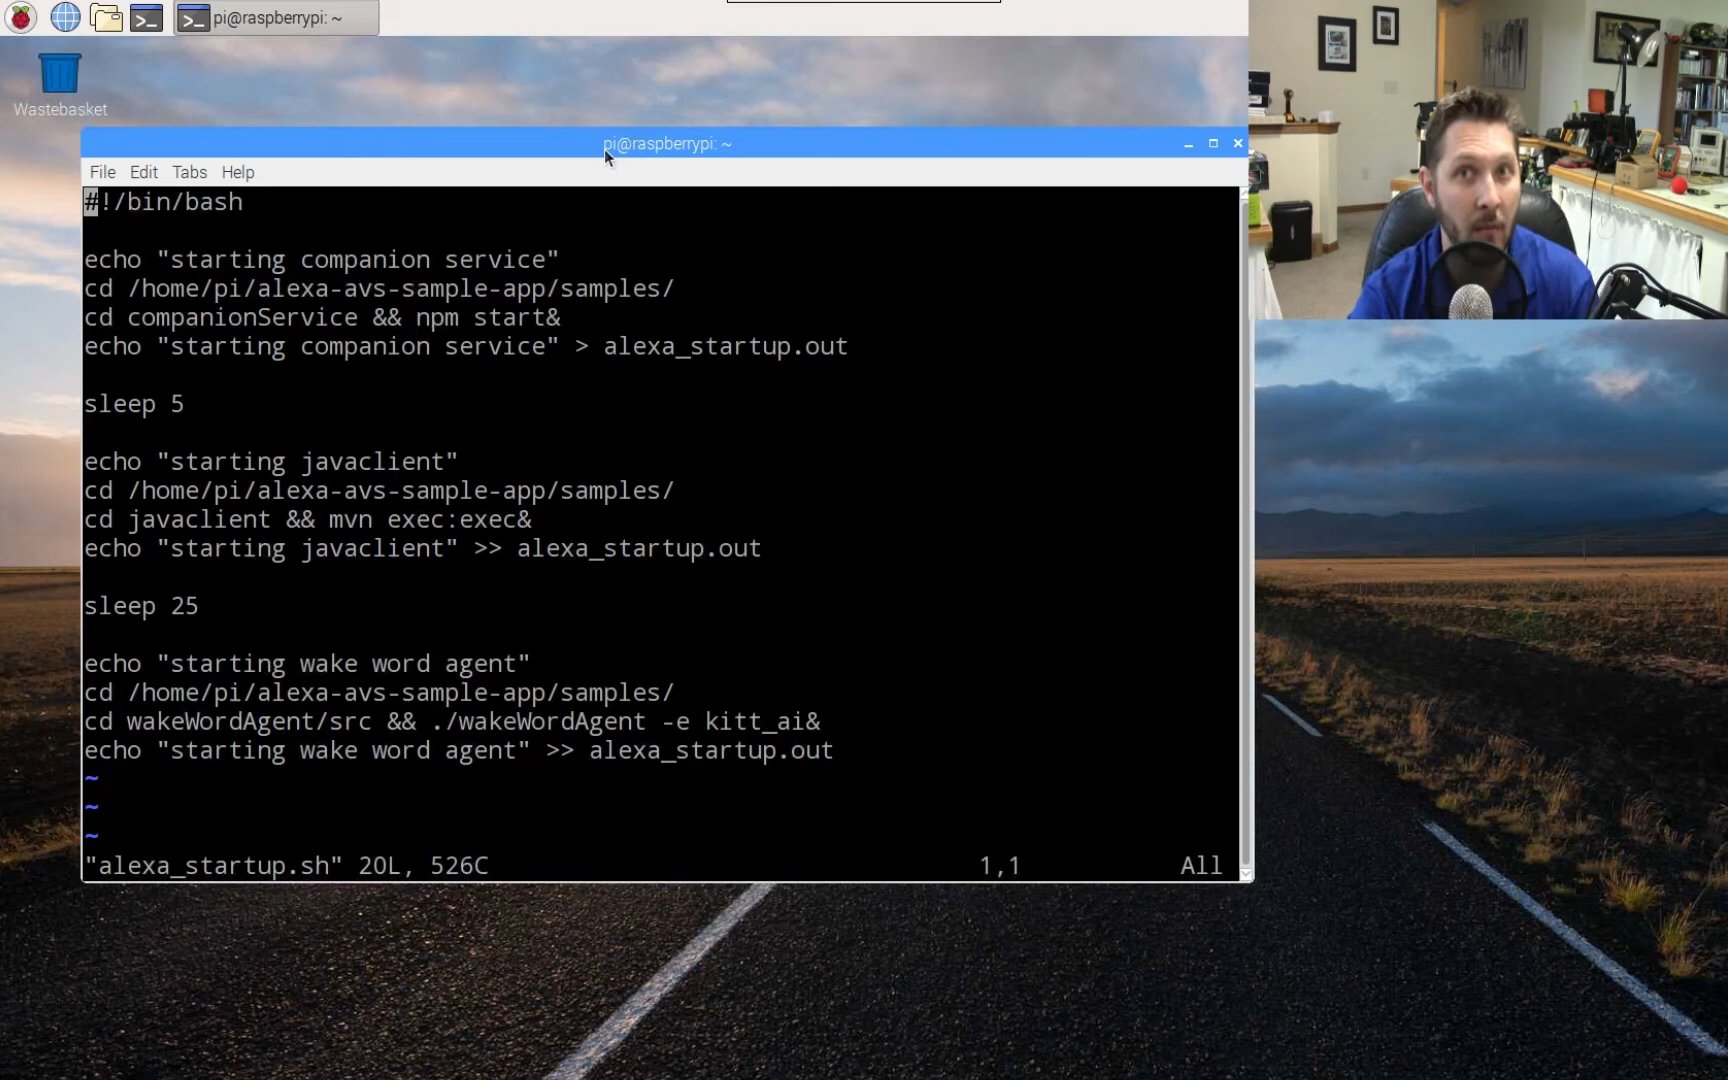 pi@raspberrypi: ~
Wastebasket
pi@raspberrypi: ~
File Edit Tabs Help
#!/bin/bash
echo "starting companion service"
cd /home/pi/alexa-avs-sample-app/samples/
cd companionService && npm start&
echo "starting companion service" > alexa_startup.out
sleep 5
echo "starting javaclient"
cd /home/pi/alexa-avs-sample-app/samples/
cd javaclient && mvn exec:exec&
echo "starting javaclient" >> alexa_startup.out
sleep 25
echo "starting wake word agent"
cd /home/pi/alexa-avs-sample-app/samples/
cd wakeWordAgent/src && ./wakeWordAgent -e kitt_ai&
echo "starting wake word agent" >> alexa_startup.out
~
~
~
"alexa_startup.sh" 20L, 526C 1,1 All